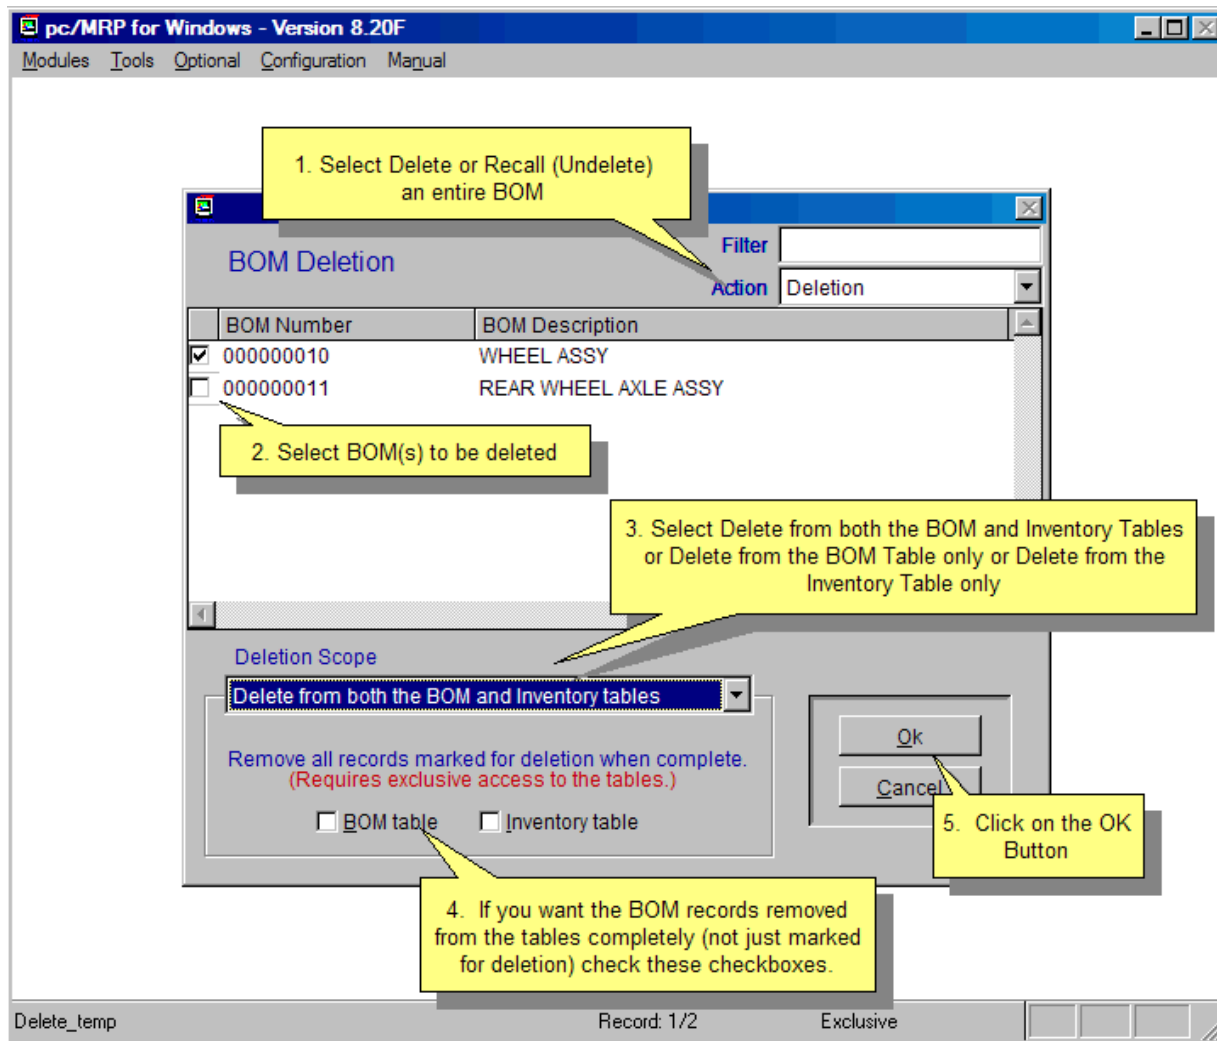 pc/MRP for Windows - Version 8.20F
Modules Tools Optional Configuration Manual
1. Select Delete or Recall (Undelete)
an entire BOM
Filter
BOM Deletion
Action Deletion
BOM Number BOM Description
000000010 WHEEL ASSY
000000011 REAR WHEEL AXLE ASSY
2. Select BOM(s) to be deleted
3. Select Delete from both the BOM and Inventory Tables
or Delete from the BOM Table only or Delete from the
Inventory Table only
Deletion Scope
Delete from both the BOM and Inventory tables
Remove all records marked for deletion when complete.
(Requires exclusive access to the tables.)
BOM table Inventory table
Ok
Cancel
5. Click on the OK
Button
4. If you want the BOM records removed
from the tables completely (not just marked
for deletion) check these checkboxes.
Delete_temp Record: 1/2 Exclusive